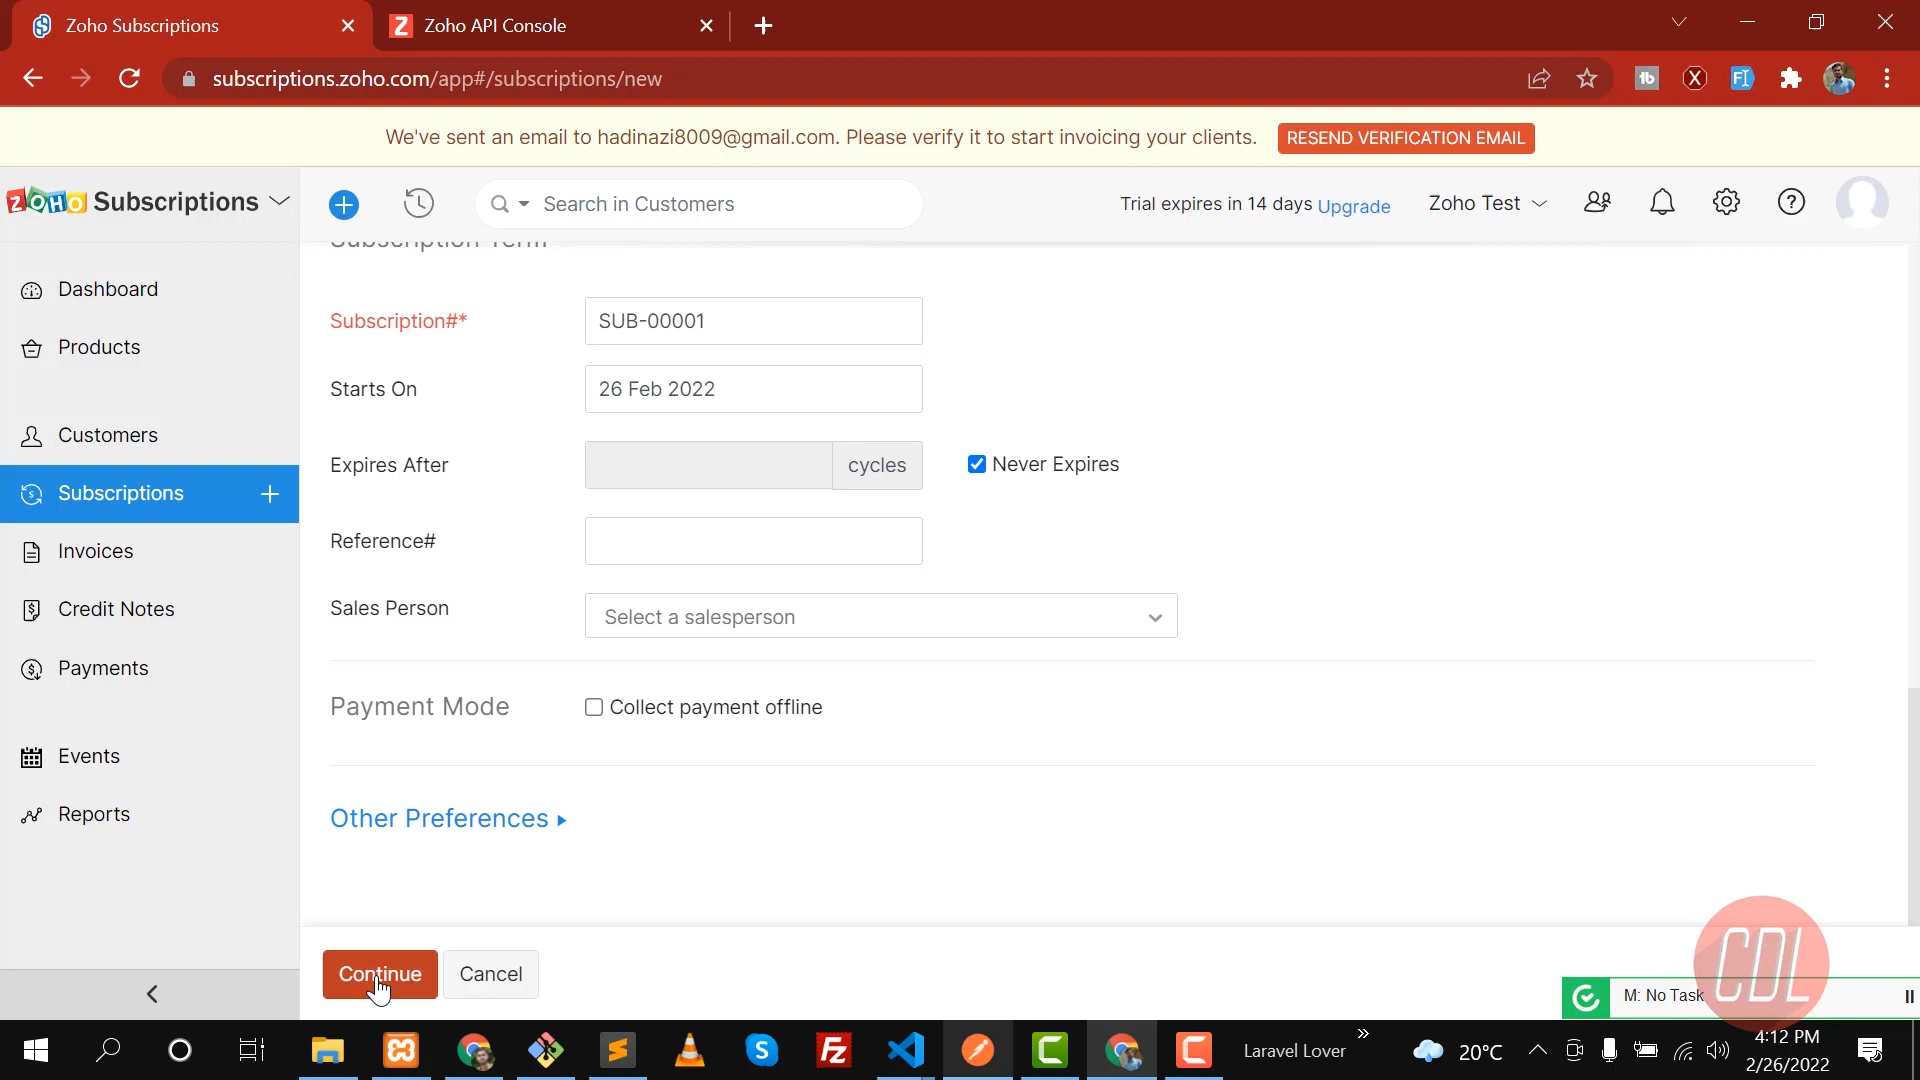 Zoho Subscriptions
Zoho API Console
subscriptions.zoho.com/app#/subscriptions/new
We've sent an email to hadinazi8009@gmail.com. Please verify it to start invoicing your clients.
RESEND VERIFICATION EMAIL
ZOHO Subscriptions
Search in Customers
Trial expires in 14 days Upgrade
Zoho Test
Subscription Term
Dashboard
Products
Customers
Subscriptions
Invoices
Credit Notes
Payments
Events
Reports
Subscription#*
SUB-00001
Starts On
26 Feb 2022
Expires After
cycles
Never Expires
Reference#
Sales Person
Select a salesperson
Payment Mode
Collect payment offline
Other Preferences
Continue
Cancel
M: No Task
CDL
Laravel Lover
20°C
4:12 PM
2/26/2022